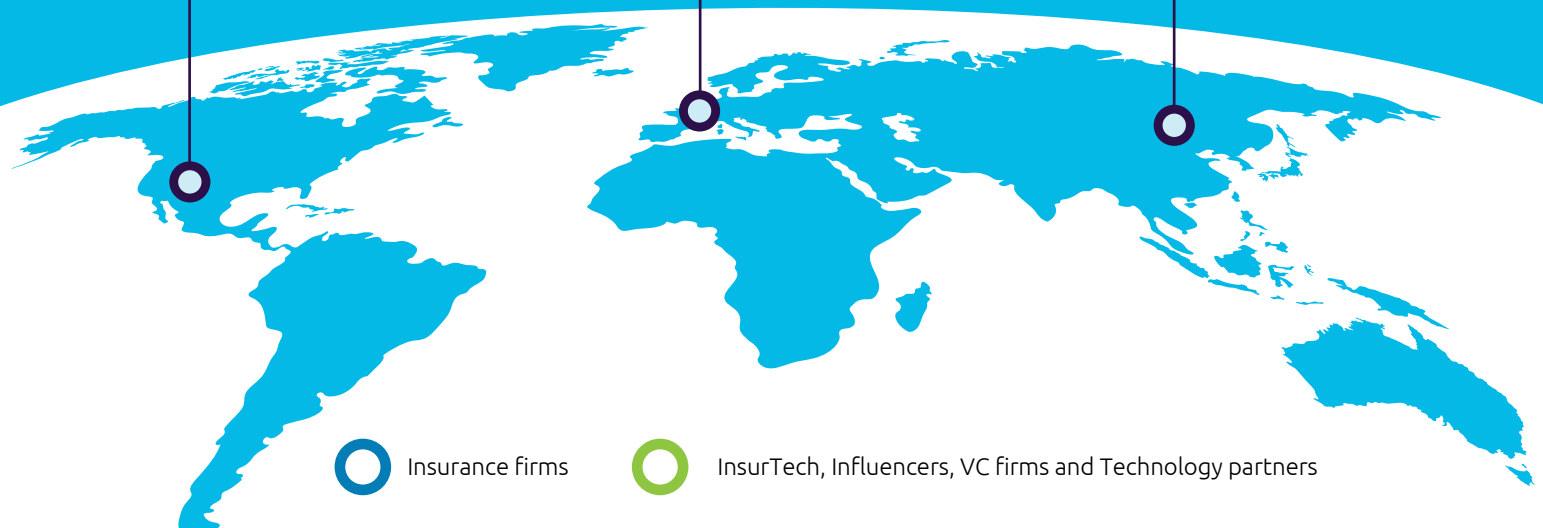 Insurance firms
InsurTech, Influencers, VC firms and Technology partners